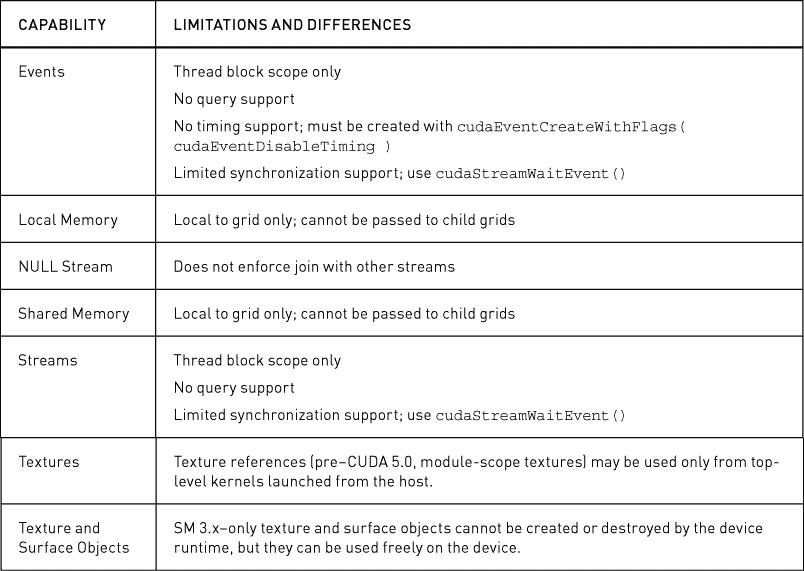 CAPABILITY
LIMITATIONS AND DIFFERENCES
Events
Thread block scope only
No query support
No timing support; must be created with cudaEventCreateWithFlags(
cudaEventDisableTiming )
Limited synchronization support; use cudaStreamWaitEvent()
Local Memory
Local to grid only; cannot be passed to child grids
NULL Stream
Does not enforce join with other streams
Shared Memory
Local to grid only; cannot be passed to child grids
Streams
Thread block scope only
No query support
Limited synchronization support; use cudaStreamWaitEvent()
Textures
Texture references (pre–CUDA 5.0, module-scope textures) may be used only from top-
level kernels launched from the host.
Texture and
Surface Objects
SM 3.x–only texture and surface objects cannot be created or destroyed by the device
runtime, but they can be used freely on the device.